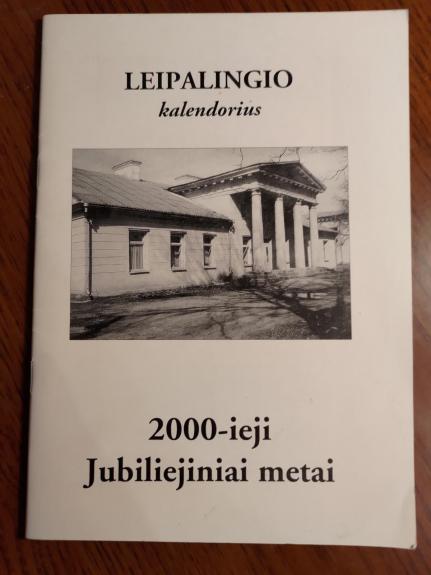 LEIPALINGIO
kalendorius
2000-ieji
Jubiliejiniai metai